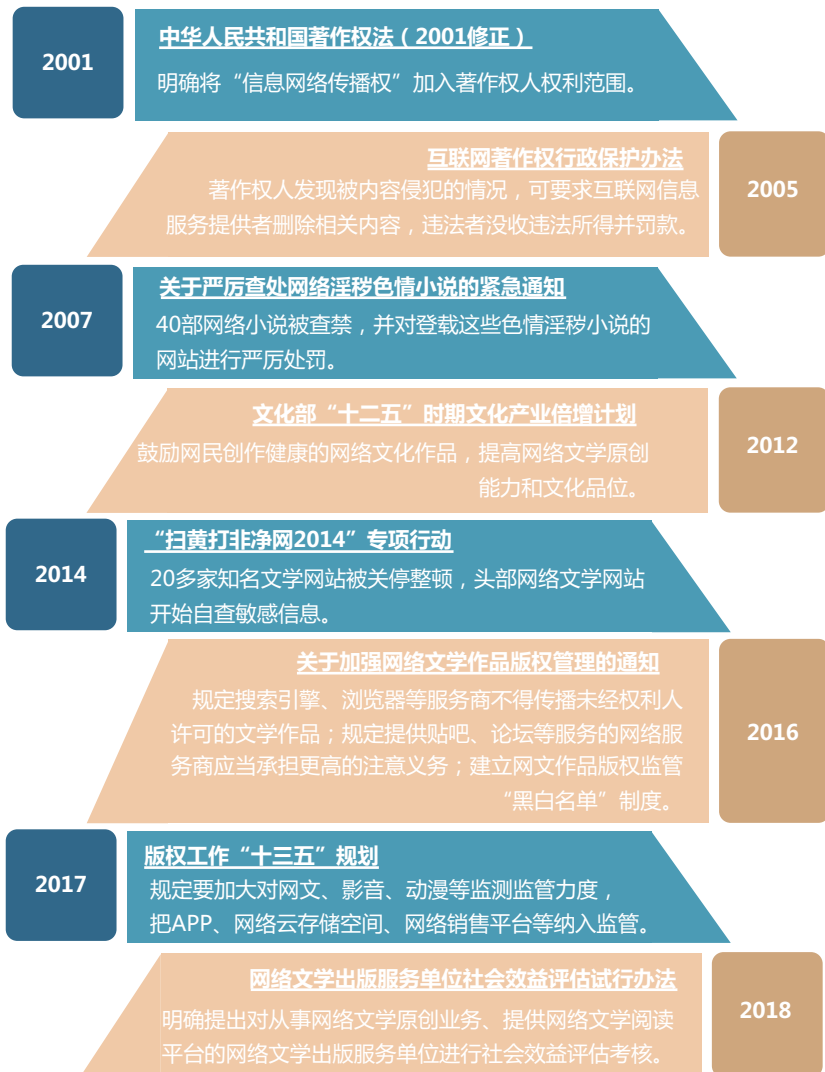 2001
中华人民共和国著作权法（2001修正）
明确将“信息网络传播权”加入著作权人权利范围。
互联网著作权行政保护办法
著作权人发现被内容侵犯的情况，可要求互联网信息
服务提供者删除相关内容，违法者没收违法所得并罚款。
2005
2007
关于严厉查处网络淫秽色情小说的紧急通知
40部网络小说被查禁，并对登载这些色情淫秽小说的
网站进行严厉处罚。
文化部“十二五”时期文化产业倍增计划
鼓励网民创作健康的网络文化作品，提高网络文学原创
能力和文化品位。
2012
2014
“扫黄打非净网2014”专项行动
20多家知名文学网站被关停整顿，头部网络文学网站
开始自查敏感信息。
关于加强网络文学作品版权管理的通知
规定搜索引擎、浏览器等服务商不得传播未经权利人
许可的文学作品；规定提供贴吧、论坛等服务的网络服
务商应当承担更高的注意义务；建立网文作品版权监管
“黑白名单”制度。
2016
2017
版权工作“十三五”规划
规定要加大对网文、影音、动漫等监测监管力度，
把APP、网络云存储空间、网络销售平台等纳入监管。
网络文学出版服务单位社会效益评估试行办法
明确提出对从事网络文学原创业务、提供网络文学阅读
平台的网络文学出版服务单位进行社会效益评估考核。
2018